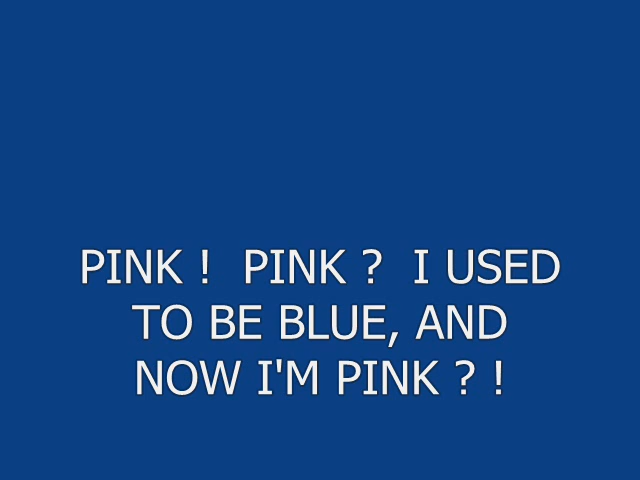 PINK !  PINK ?  I USED
TO BE BLUE, AND
NOW I'M PINK ? !